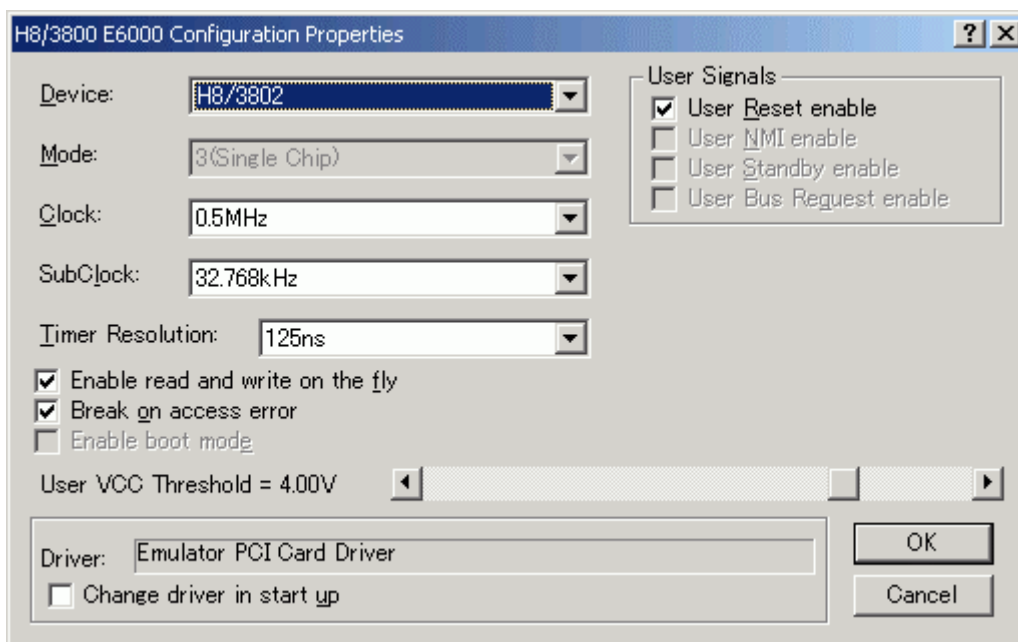 H8/3800 E6000 Configuration Properties
Device: H8/3802
Mode: 3(Single Chip)
Clock: 0.5MHz
SubClock: 32.768kHz
Timer Resolution: 125ns
Enable read and write on the fly
Break on access error
Enable boot mode
User Signals
User Reset enable
User NMI enable
User Standby enable
User Bus Reguest enable
User VCC Threshold = 4.00V
Driver: Emulator PCI Card Driver
Change driver in start up
OK
Cancel